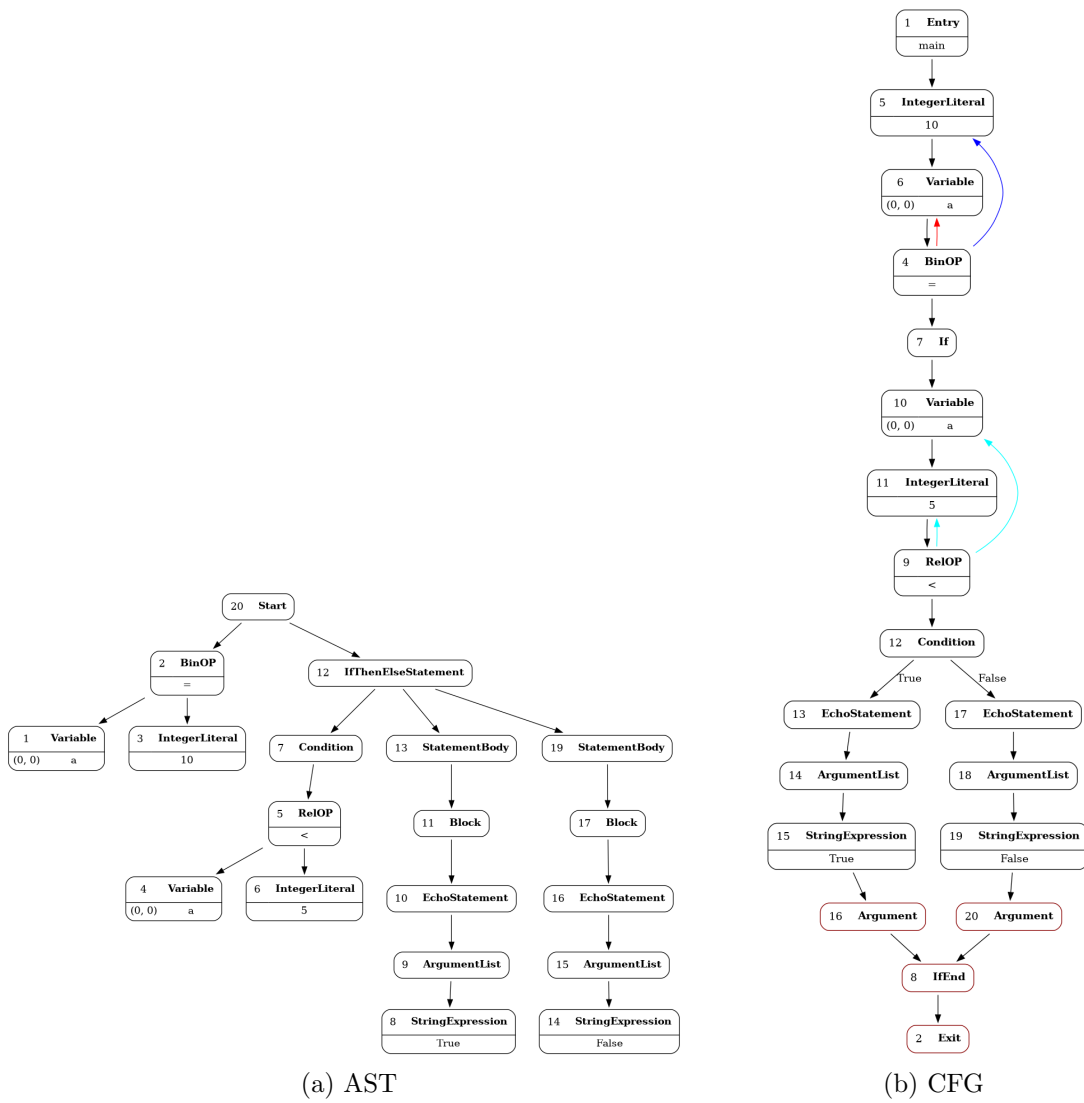 1 Entry
main
5 IntegerLiteral
10
6 Variable
(0, 0) a
4 BinOP
=
7 If
10 Variable
(0, 0) a
11 IntegerLiteral
5
9 RelOP
<
12 Condition
True False
13 EchoStatement 17 EchoStatement
14 ArgumentList 18 ArgumentList
15 StringExpression 19 StringExpression
True False
16 Argument 20 Argument
8 IfEnd
2 Exit
20 Start
2 BinOP
=
12 IfThenElseStatement
1 Variable 3 IntegerLiteral
(0, 0) a 10
7 Condition 13 StatementBody 19 StatementBody
5 RelOP
<
11 Block 17 Block
4 Variable 6 IntegerLiteral
(0, 0) a 5
10 EchoStatement 16 EchoStatement
9 ArgumentList 15 ArgumentList
8 StringExpression 14 StringExpression
True False
(a) AST (b) CFG